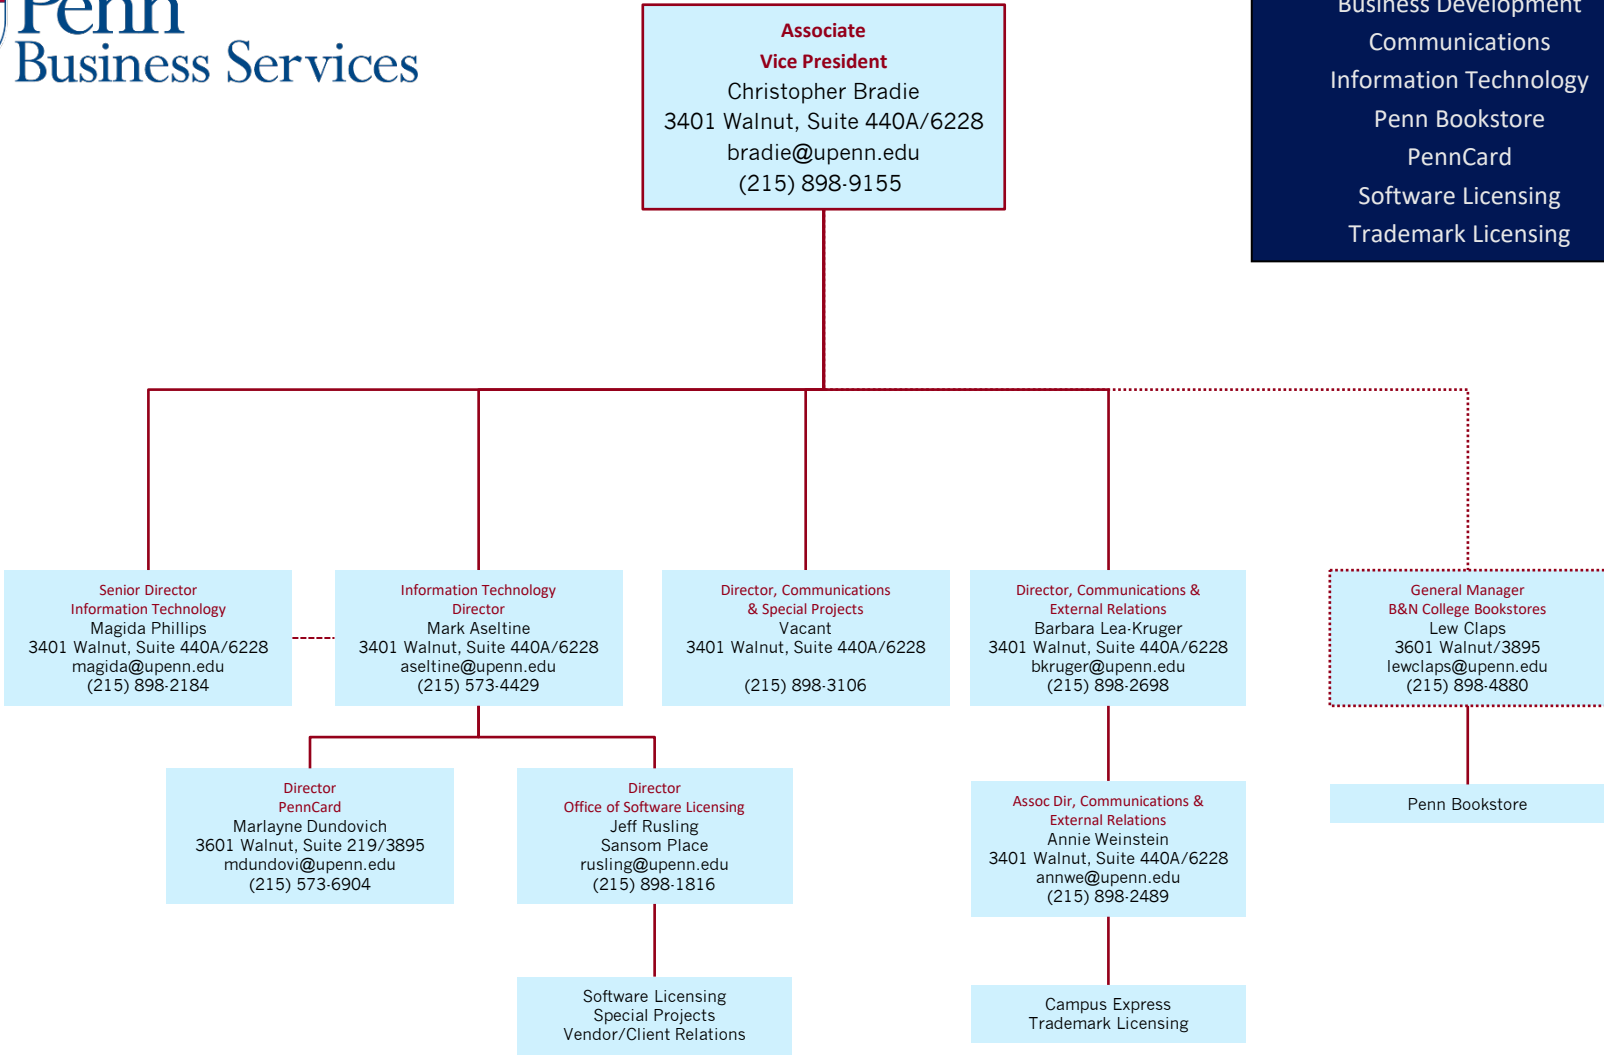 Penn
Business Services
Associate
Vice President
Christopher Bradie
3401 Walnut, Suite 440A/6228
bradie@upenn.edu
(215) 898-9155
Business Development
Communications
Information Technology
Penn Bookstore
PennCard
Software Licensing
Trademark Licensing
Senior Director
Information Technology
Magida Phillips
3401 Walnut, Suite 440A/6228
magida@upenn.edu
(215) 898-2184
Information Technology
Director
Mark Aseltine
3401 Walnut, Suite 440A/6228
aseltine@upenn.edu
(215) 573-4429
Director, Communications
& Special Projects
Vacant
3401 Walnut, Suite 440A/6228
(215) 898-3106
Director, Communications &
External Relations
Barbara Lea-Kruger
3401 Walnut, Suite 440A/6228
bkruger@upenn.edu
(215) 898-2698
General Manager
B&N College Bookstores
Lew Claps
3601 Walnut/3895
lewclaps@upenn.edu
(215) 898-4880
Director
PennCard
Marlayne Dundovich
3601 Walnut, Suite 219/3895
mdundovi@upenn.edu
(215) 573-6904
Director
Office of Software Licensing
Jeff Rusling
Sansom Place
rusling@upenn.edu
(215) 898-1816
Assoc Dir, Communications &
External Relations
Annie Weinstein
3401 Walnut, Suite 440A/6228
annwe@upenn.edu
(215) 898-2489
Penn Bookstore
Software Licensing
Special Projects
Vendor/Client Relations
Campus Express
Trademark Licensing